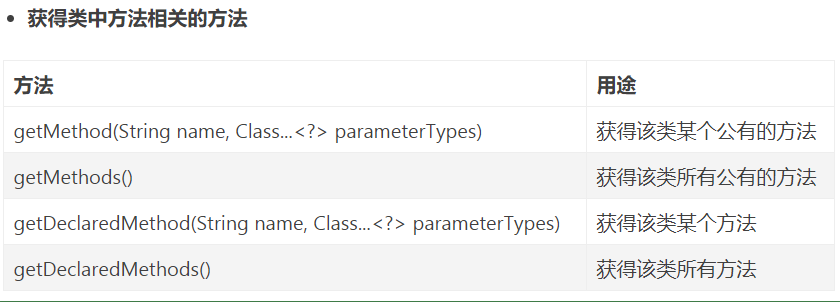 • 获得类中方法相关的方法
方法 用途
getMethod(String name, Class...<?> parameterTypes) 获得该类某个公有的方法
getMethods() 获得该类所有公有的方法
getDeclaredMethod(String name, Class...<?> parameterTypes) 获得该类某个方法
getDeclaredMethods() 获得该类所有方法